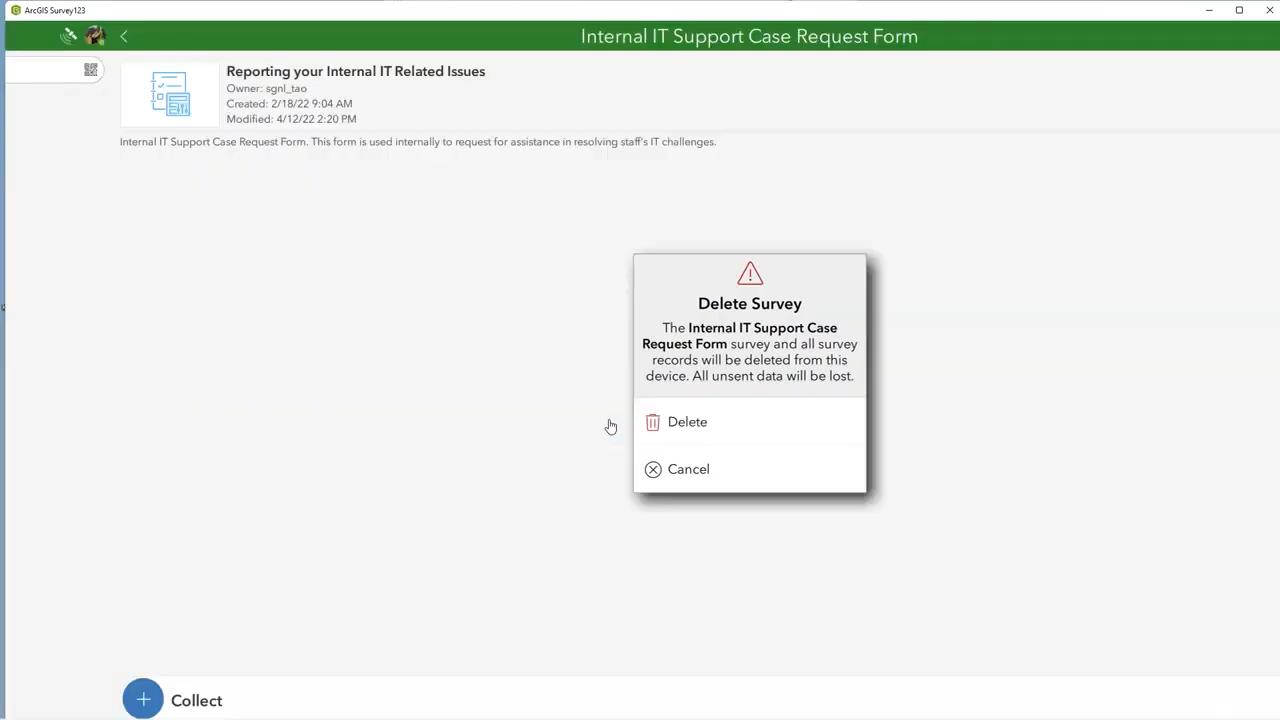 ArcGIS Survey123
Internal IT Support Case Request Form
Reporting your Internal IT Related Issues
Owner: sgnl_tao
Created: 2/18/22 9:04 AM
Modified: 4/12/22 2:20 PM
Internal IT Support Case Request Form. This form is used internally to request for assistance in resolving staff's IT challenges.
Delete Survey
The Internal IT Support Case
Request Form survey and all survey
records will be deleted from this
device. All unsent data will be lost.
Delete
Cancel
Collect